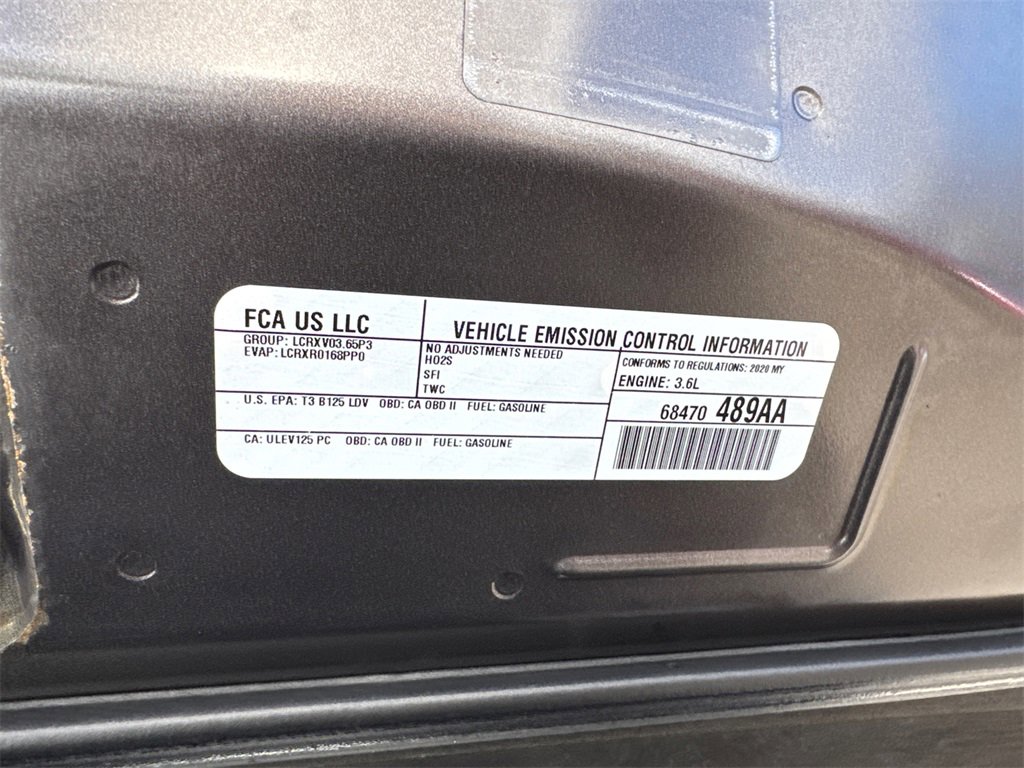 FCA US LLC
GROUP: LCRXV03.65P3
EVAP: LCRXR0168PP0
VEHICLE EMISSION CONTROL INFORMATION
NO ADJUSTMENTS NEEDED
HO2S
SFI
TWC
CONFORMS TO REGULATIONS: 2020 MY
ENGINE: 3.6L
U.S. EPA: T3 B125 LDV OBD: CA OBD II FUEL: GASOLINE
68470 489AA
CA: ULEV125 PC OBD: CA OBD II FUEL: GASOLINE